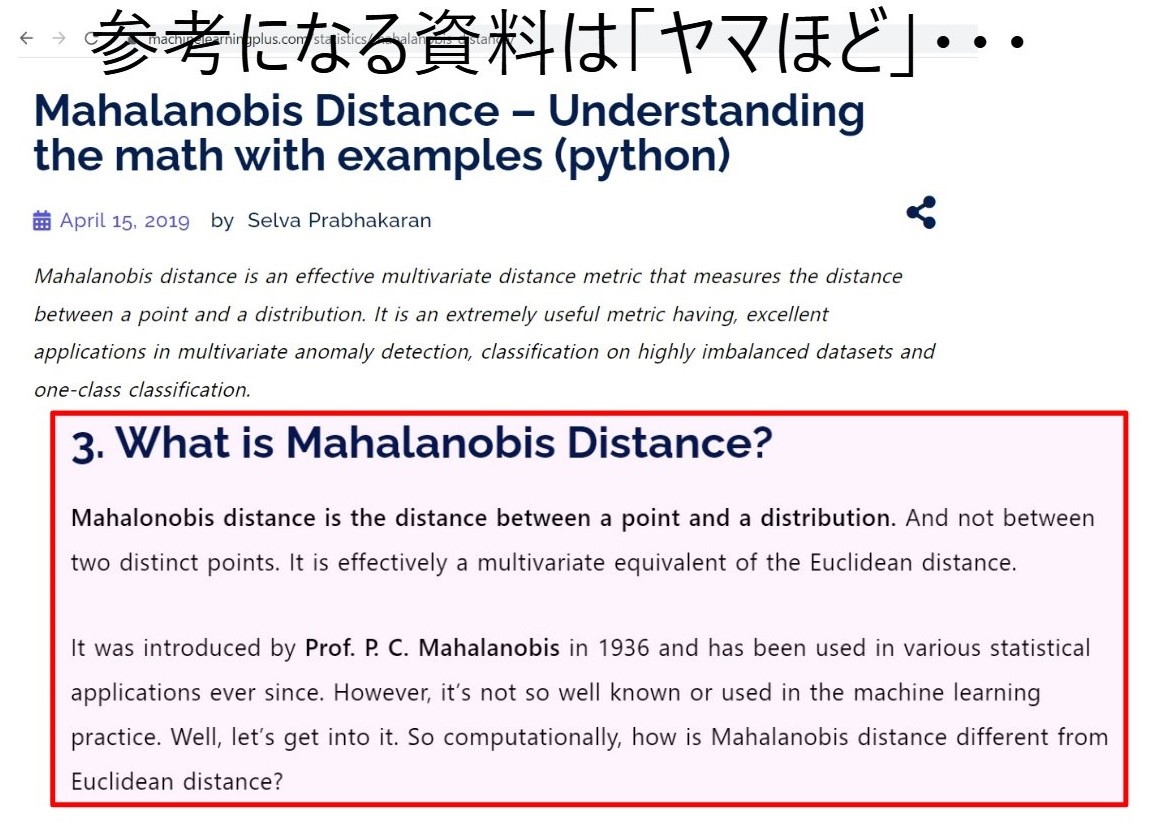 参考になる資料は「ヤマほど」・・・
machinelearningplus.com/statistics/mahalanobis-distance/
Mahalanobis Distance – Understanding
the math with examples (python)
April 15, 2019 by Selva Prabhakaran
Mahalanobis distance is an effective multivariate distance metric that measures the distance
between a point and a distribution. It is an extremely useful metric having, excellent
applications in multivariate anomaly detection, classification on highly imbalanced datasets and
one-class classification.
3. What is Mahalanobis Distance?
Mahalonobis distance is the distance between a point and a distribution. And not between
two distinct points. It is effectively a multivariate equivalent of the Euclidean distance.
It was introduced by Prof. P. C. Mahalanobis in 1936 and has been used in various statistical
applications ever since. However, it’s not so well known or used in the machine learning
practice. Well, let’s get into it. So computationally, how is Mahalanobis distance different from
Euclidean distance?